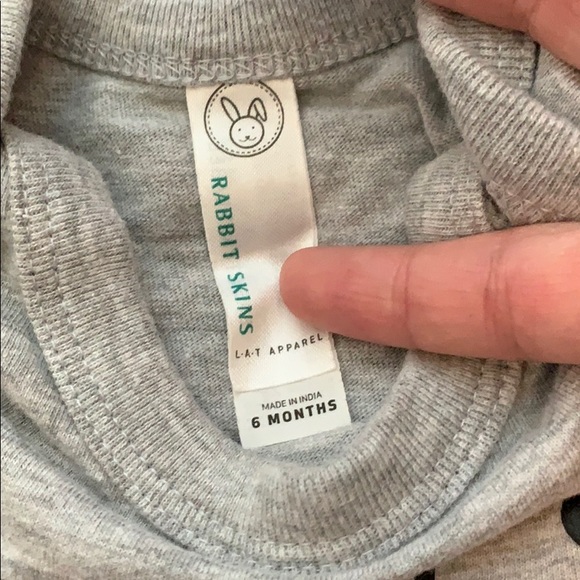 RABBIT SKINS
L·A·T APPAREL
MADE IN INDIA
6 MONTHS